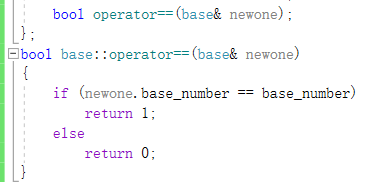 bool operator==(base& newone);
};
bool base::operator==(base& newone)
{
if (newone.base_number == base_number)
return 1;
else
return 0;
}